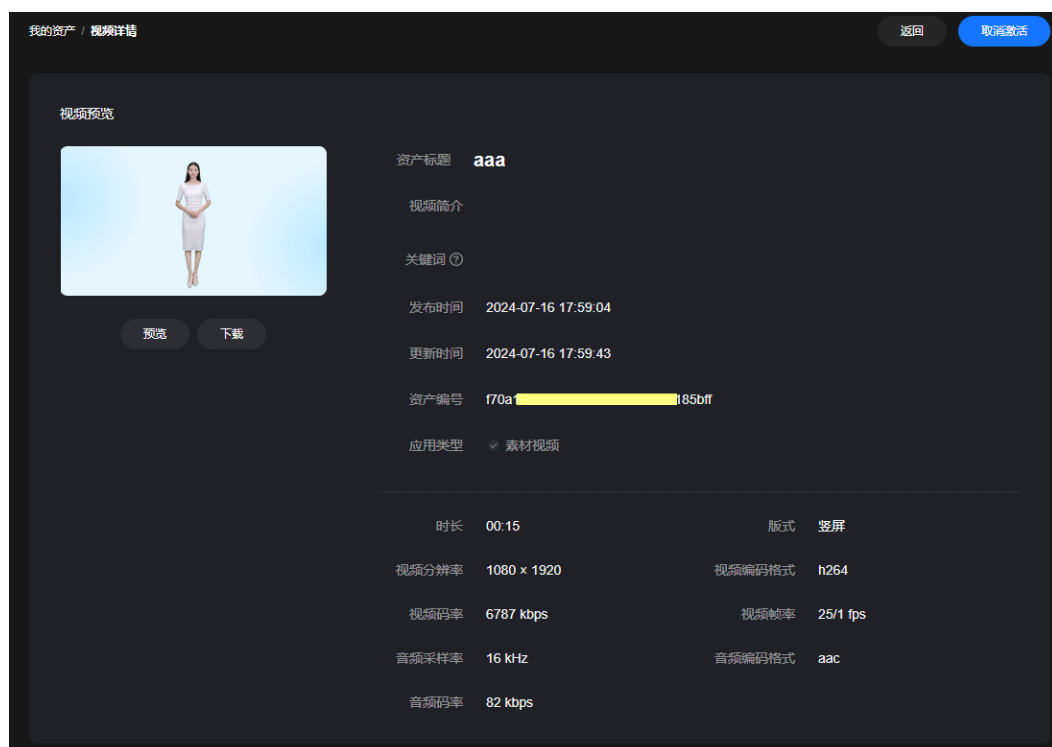 我的资产 / 视频详情
返回
取消激活
视频预览
预览
下载
资产标题 aaa
视频简介
关键词 ?
发布时间 2024-07-16 17:59:04
更新时间 2024-07-16 17:59:43
资产编号 f70a 185bff
应用类型 素材视频
时长 00:15 版式 竖屏
视频分辨率 1080 × 1920 视频编码格式 h264
视频码率 6787 kbps 视频帧率 25/1 fps
音频采样率 16 kHz 音频编码格式 aac
音频码率 82 kbps